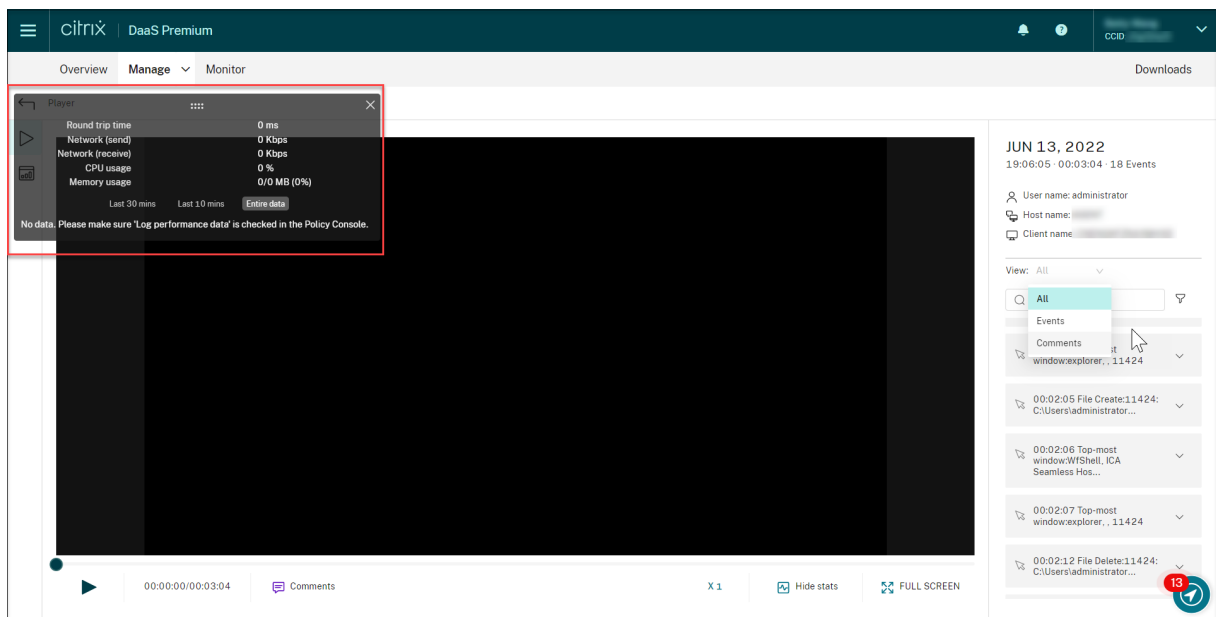 citrix DaaS Premium
CCID:
Overview Manage Monitor Downloads
Player
Round trip time 0 ms
Network (send) 0 Kbps
Network (receive) 0 Kbps
CPU usage 0 %
Memory usage 0/0 MB (0%)
Last 30 mins Last 10 mins Entire data
No data. Please make sure 'Log performance data' is checked in the Policy Console.
JUN 13, 2022
19:06:05 · 00:03:04 · 18 Events
User name: administrator
Host name:
Client name
View: All
All
Events
Comments
window:explorer, , 11424
00:02:05 File Create:11424:
C:\Users\administrator...
00:02:06 Top-most
window:WfShell, ICA
Seamless Hos...
00:02:07 Top-most
window:explorer, , 11424
00:02:12 File Delete:11424:
C:\Users\administrator...
13
00:00:00/00:03:04 Comments X 1 Hide stats FULL SCREEN